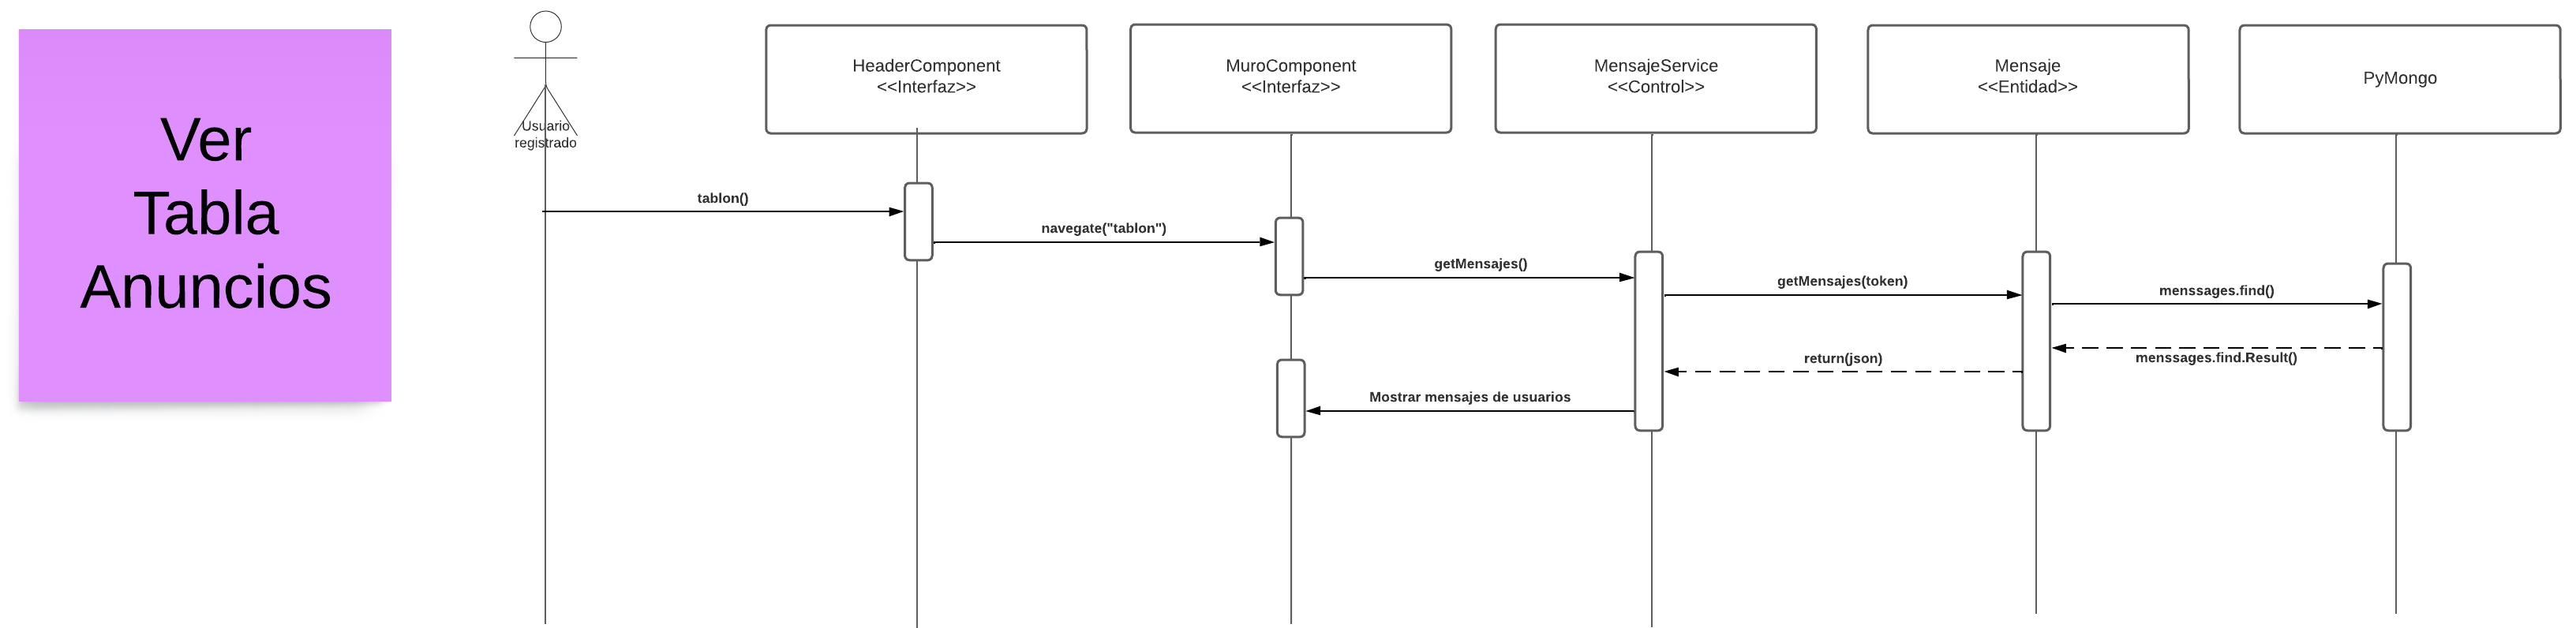 Ver
Tabla
Anuncios
Usuario
registrado
HeaderComponent
<<Interfaz>>
MuroComponent
<<Interfaz>>
MensajeService
<<Control>>
Mensaje
<<Entidad>>
PyMongo
tablon()
navegate("tablon")
getMensajes()
getMensajes(token)
menssages.find()
menssages.find.Result()
return(json)
Mostrar mensajes de usuarios